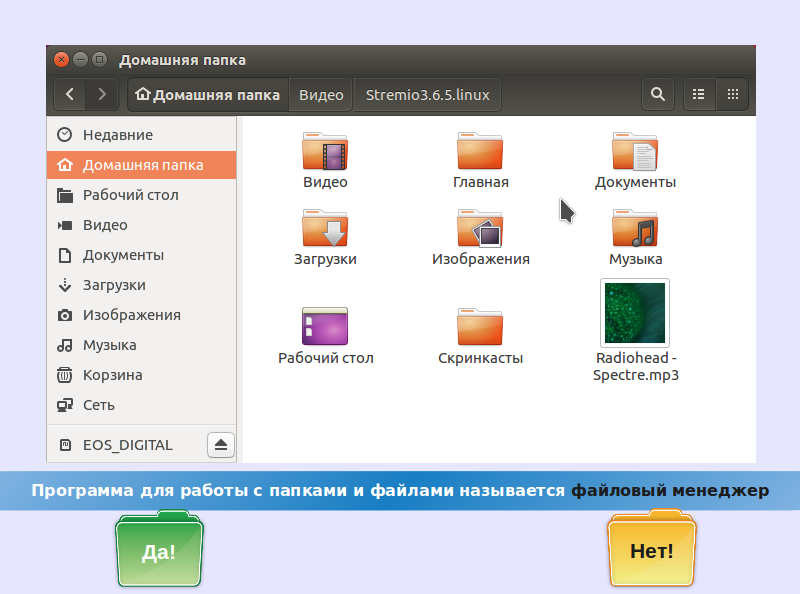 Домашняя папка
Домашняя папка Видео Stremio3.6.5.linux
Недавние
Домашняя папка
Рабочий стол
Видео
Документы
Загрузки
Изображения
Музыка
Корзина
Сеть
EOS_DIGITAL
Видео Главная Документы
Загрузки Изображения Музыка
Рабочий стол Скринкасты Radiohead -
Spectre.mp3
Программа для работы с папками и файлами называется файловый менеджер
Да! Нет!